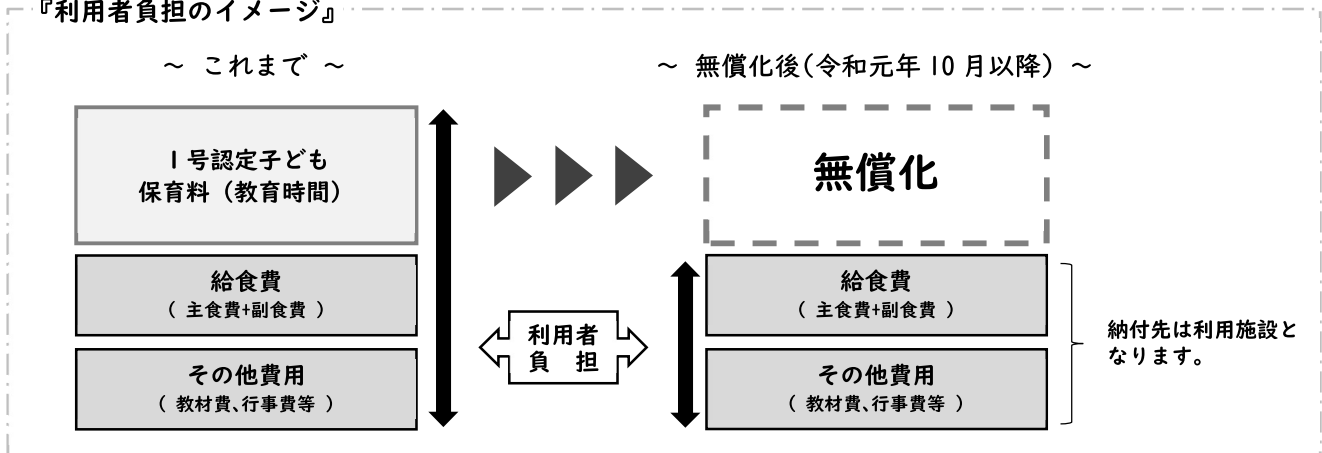 『利用者負担のイメージ』
～ これまで ～
1号認定子ども
保育料（教育時間）
給食費
（ 主食費+副食費 ）
その他費用
（ 教材費、行事費等 ）
利用者
負　担
～ 無償化後（令和元年10月以降） ～
無償化
給食費
（ 主食費+副食費 ）
その他費用
（ 教材費、行事費等 ）
納付先は利用施設と
なります。